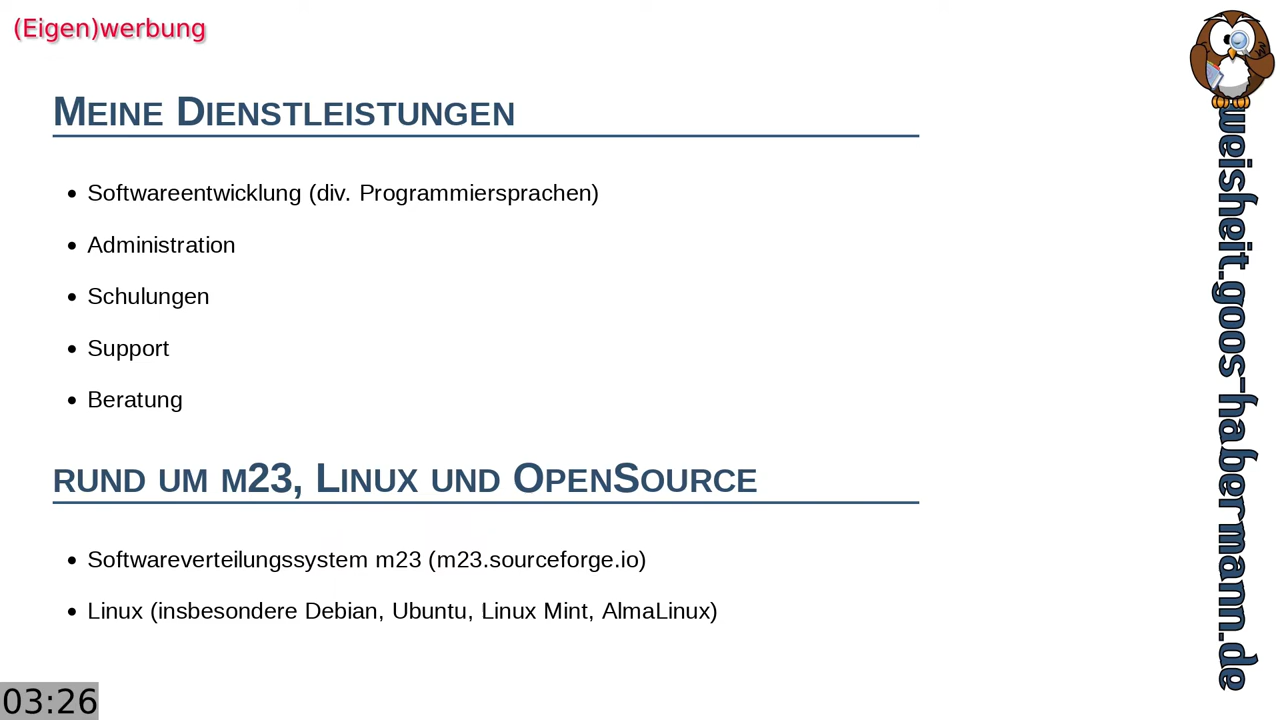 (Eigen)werbung
MEINE DIENSTLEISTUNGEN
Softwareentwicklung (div. Programmiersprachen)
Administration
Schulungen
Support
Beratung
RUND UM M23, LINUX UND OPENSOURCE
Softwareverteilungssystem m23 (m23.sourceforge.io)
Linux (insbesondere Debian, Ubuntu, Linux Mint, AlmaLinux)
03:26
weisheit.goos-habermann.de